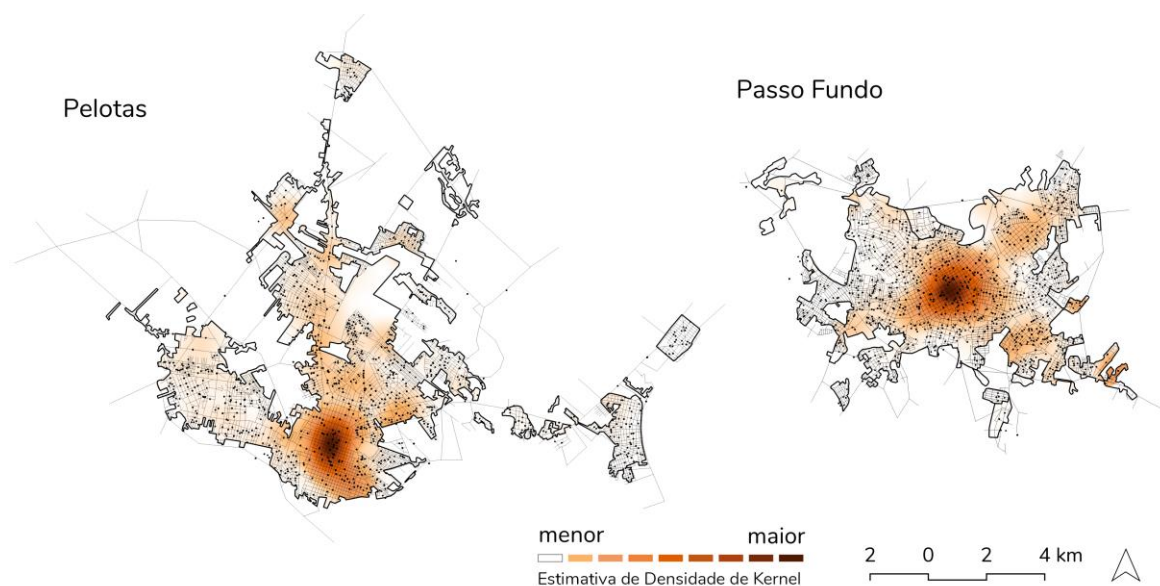 Pelotas
Passo Fundo
menor maior
Estimativa de Densidade de Kernel
2 0 2 4 km